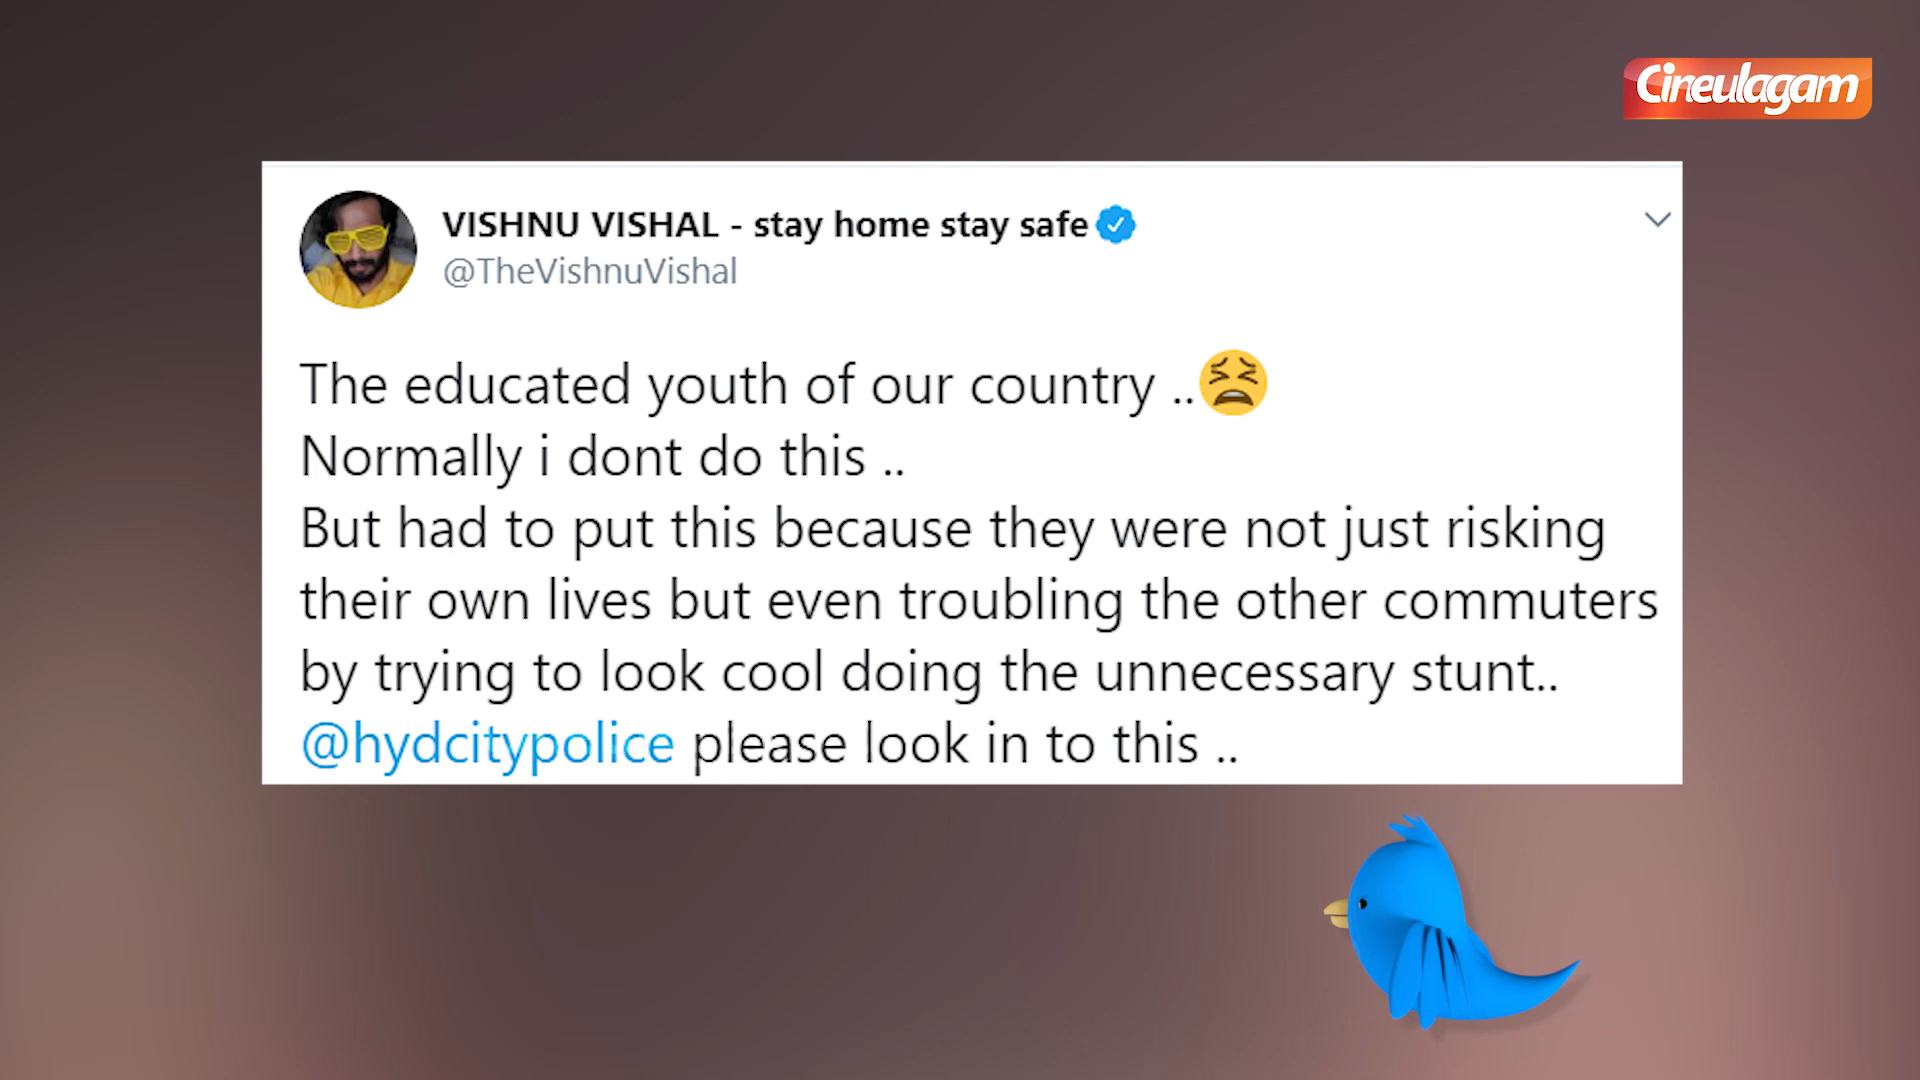 Cineulagam
VISHNU VISHAL - stay home stay safe
@TheVishnuVishal
The educated youth of our country ..😫
Normally i dont do this ..
But had to put this because they were not just risking
their own lives but even troubling the other commuters
by trying to look cool doing the unnecessary stunt..
@hydcitypolice please look in to this ..